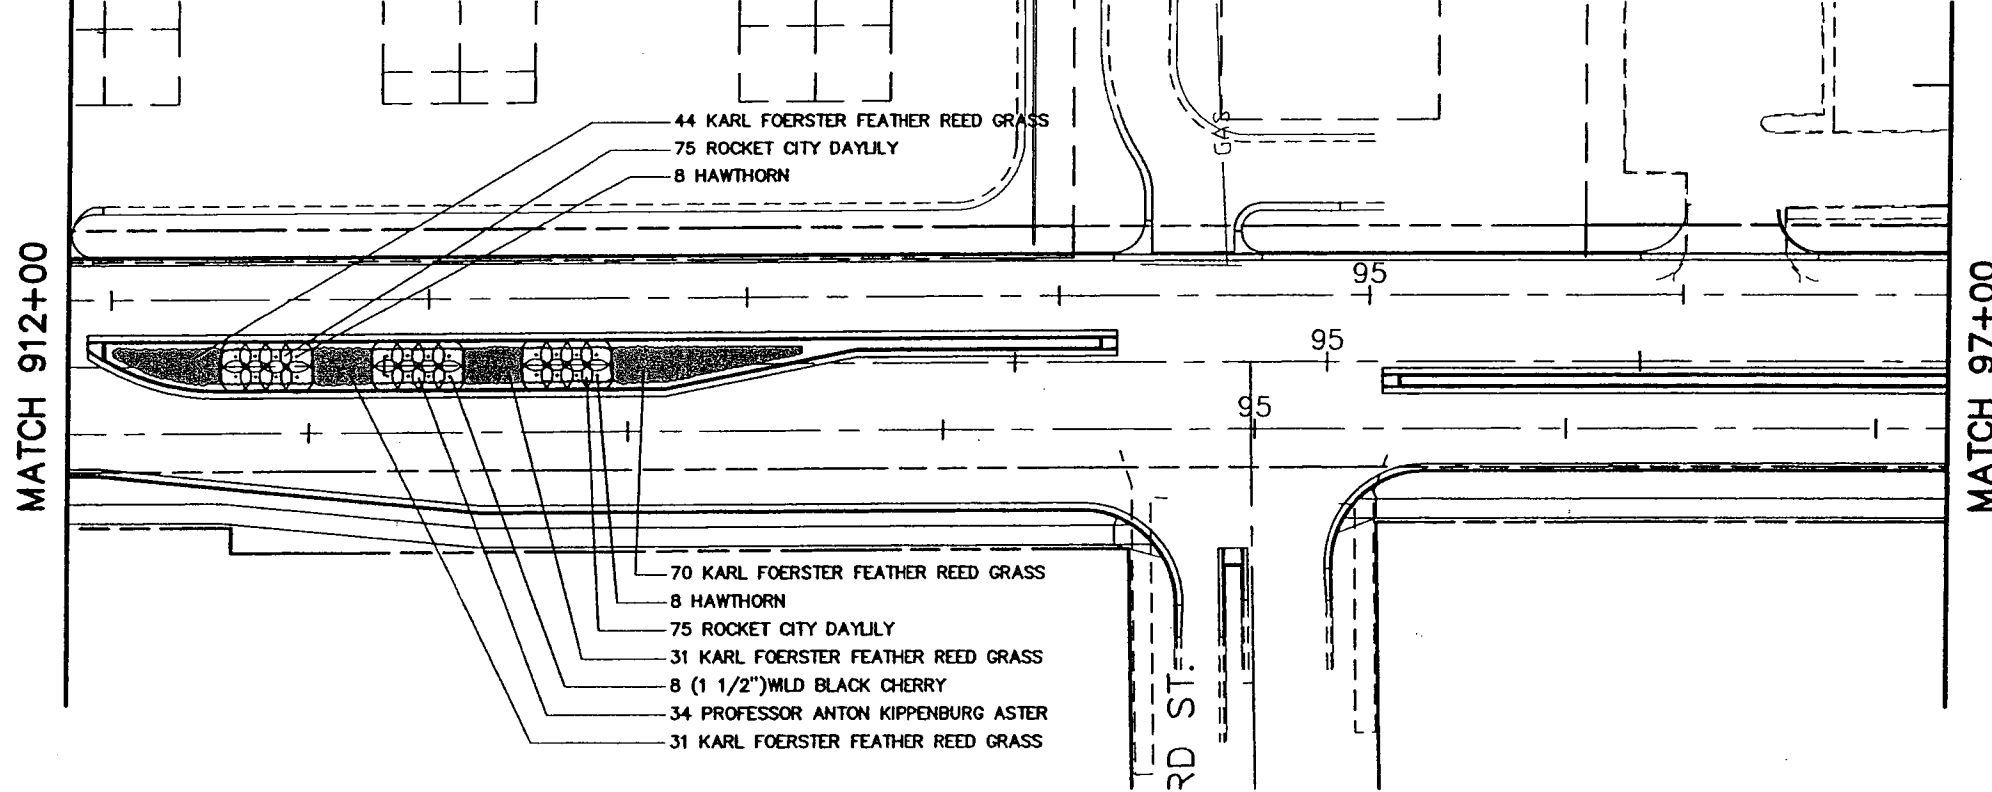 44 KARL FOERSTER FEATHER REED GRASS
75 ROCKET CITY DAYLILY
8 HAWTHORN
GAS
MATCH 912+00
95
95
95
MATCH 97+00
70 KARL FOERSTER FEATHER REED GRASS
8 HAWTHORN
75 ROCKET CITY DAYLILY
31 KARL FOERSTER FEATHER REED GRASS
8 (1 1/2")WILD BLACK CHERRY
34 PROFESSOR ANTON KIPPENBURG ASTER
31 KARL FOERSTER FEATHER REED GRASS
RD ST.